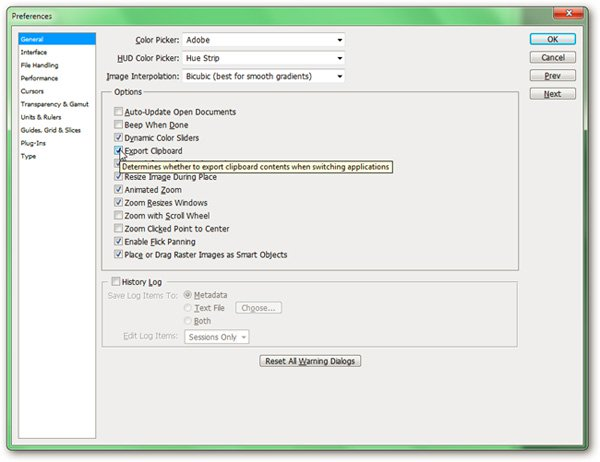 Preferences
General
Interface
File Handling
Performance
Cursors
Transparency & Gamut
Units & Rulers
Guides, Grid & Slices
Plug-Ins
Type
Color Picker: Adobe
HUD Color Picker: Hue Strip
Image Interpolation: Bicubic (best for smooth gradients)
OK
Cancel
Prev
Next
Options
Auto-Update Open Documents
Beep When Done
Dynamic Color Sliders
Export Clipboard
Determines whether to export clipboard contents when switching applications
Resize Image During Place
Animated Zoom
Zoom Resizes Windows
Zoom with Scroll Wheel
Zoom Clicked Point to Center
Enable Flick Panning
Place or Drag Raster Images as Smart Objects
History Log
Save Log Items To: Metadata
Text File Choose...
Both
Edit Log Items: Sessions Only
Reset All Warning Dialogs